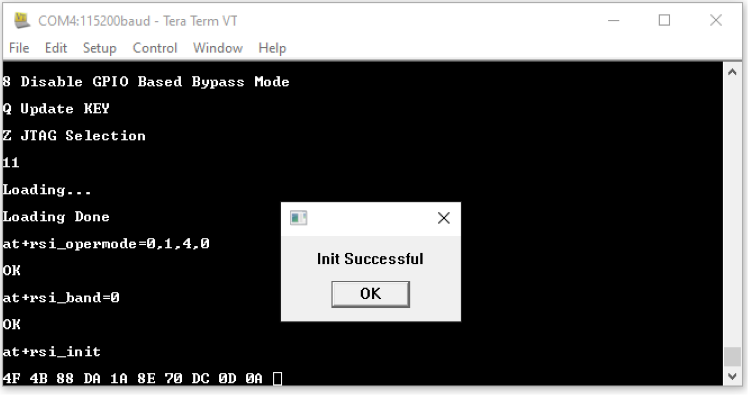 COM4:115200baud - Tera Term VT
File Edit Setup Control Window Help
8 Disable GPIO Based Bypass Mode
Q Update KEY
Z JTAG Selection
11
Loading...
Loading Done
at+rsi_opermode=0,1,4,0
OK
at+rsi_band=0
OK
at+rsi_init
4F 4B 88 DA 1A 8E 70 DC 0D 0A
Init Successful
OK